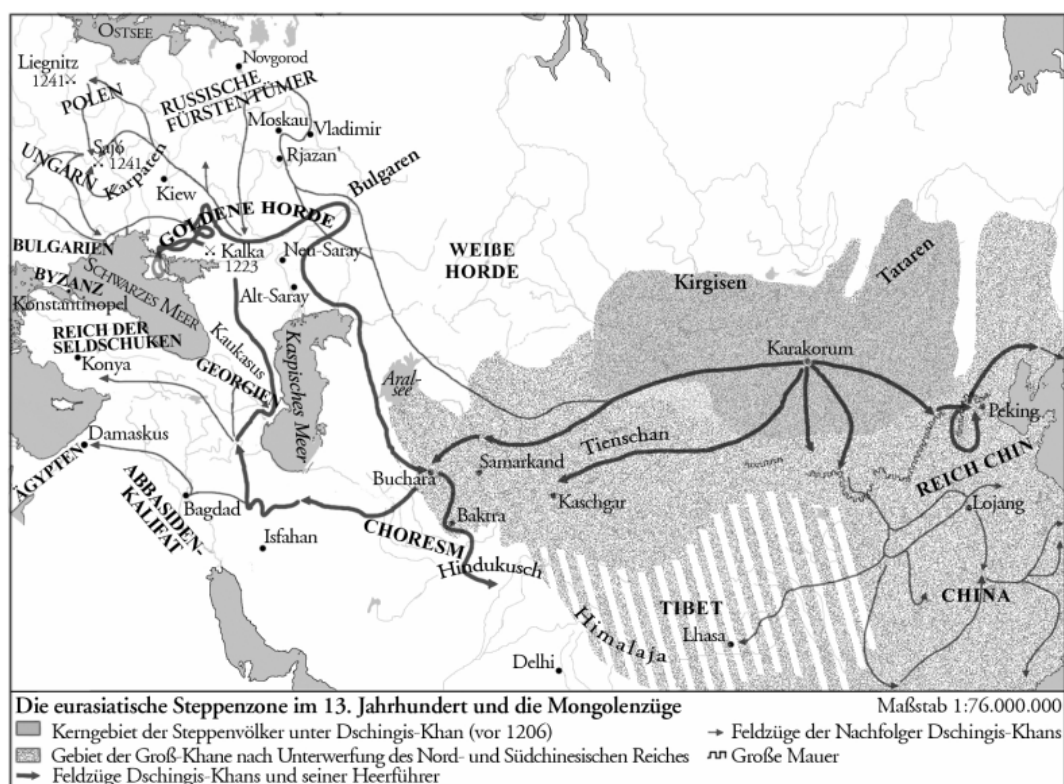 OSTSEE
Liegnitz
1241
Novgorod
POLEN
RUSSISCHE
FÜRSTENTÜMER
Moskau
Vladimir
Rjazan'
Sajó
1241
UNGARN
Karpaten
Kiew
Bulgaren
GOLDENE HORDE
WEIßE
HORDE
Kirgisen
Tataren
BULGARIEN
Kalka
1223
Neu-Saray
BYZANZ
SCHWARZES MEER
Konstantinopel
Alt-Saray
REICH DER
SELDSCHUKEN
Konya
Kaukasus
GEORGIEN
Kaspisches Meer
Aral-
see
Karakorum
Peking
Tienschan
Damaskus
Samarkand
Buchara
REICH CHIN
ÄGYPTEN
ABBASIDEN-
KALIFAT
Bagdad
Kaschgar
Lojang
Isfahan
CHORESM
Baktra
Hindukusch
TIBET
CHINA
Himalaja
Lhasa
Delhi
Die eurasiatische Steppenzone im 13. Jahrhundert und die Mongolenzüge
Maßstab 1:76.000.000
Kerngebiet der Steppenvölker unter Dschingis-Khan (vor 1206)
Feldzüge der Nachfolger Dschingis-Khans
Gebiet der Groß-Khane nach Unterwerfung des Nord- und Südchinesischen Reiches
Große Mauer
Feldzüge Dschingis-Khans und seiner Heerführer